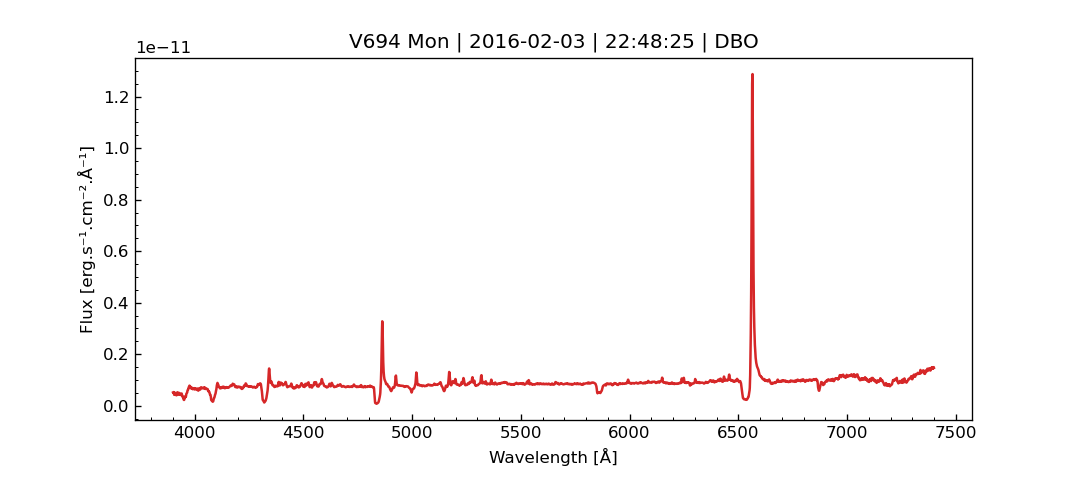 V694 Mon | 2016-02-03 | 22:48:25 | DBO
1e−11
1.2
1.0
0.8
0.6
0.4
0.2
0.0
Flux [erg.s⁻¹.cm⁻².Å⁻¹]
4000 4500 5000 5500 6000 6500 7000 7500
Wavelength [Å]